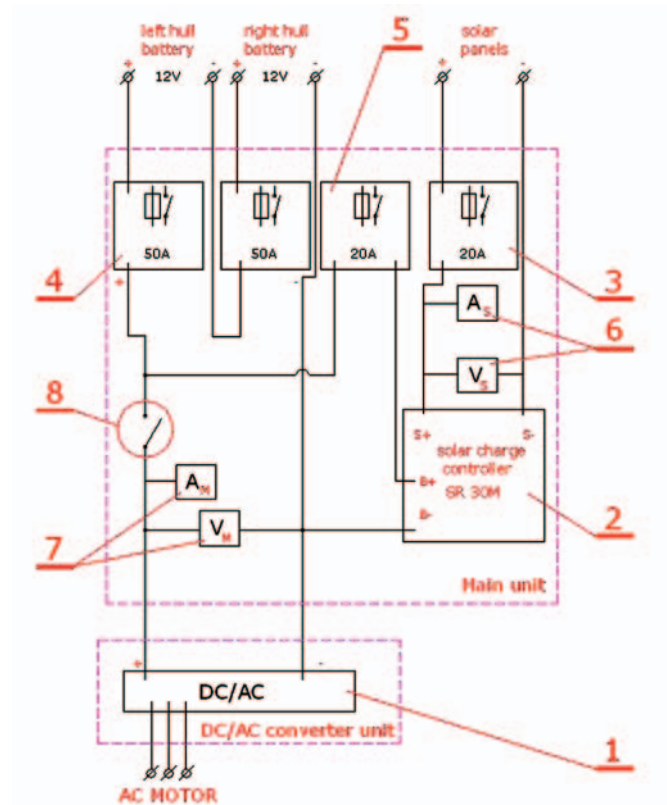 left hull
battery
right hull
battery
5
solar
panels
+ 12V -
+ 12V -
+ -
50A
50A
20A
20A
4
3
+
-
A S
6
V S
8
S+ S-
solar charge
controller
SR 30M
B+
B-
2
A M
V M
7
Main unit
+ -
DC/AC
DC/AC converter unit
1
AC MOTOR